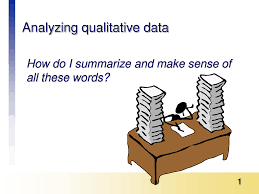 Analyzing qualitative data
How do I summarize and make sense of
all these words?
1